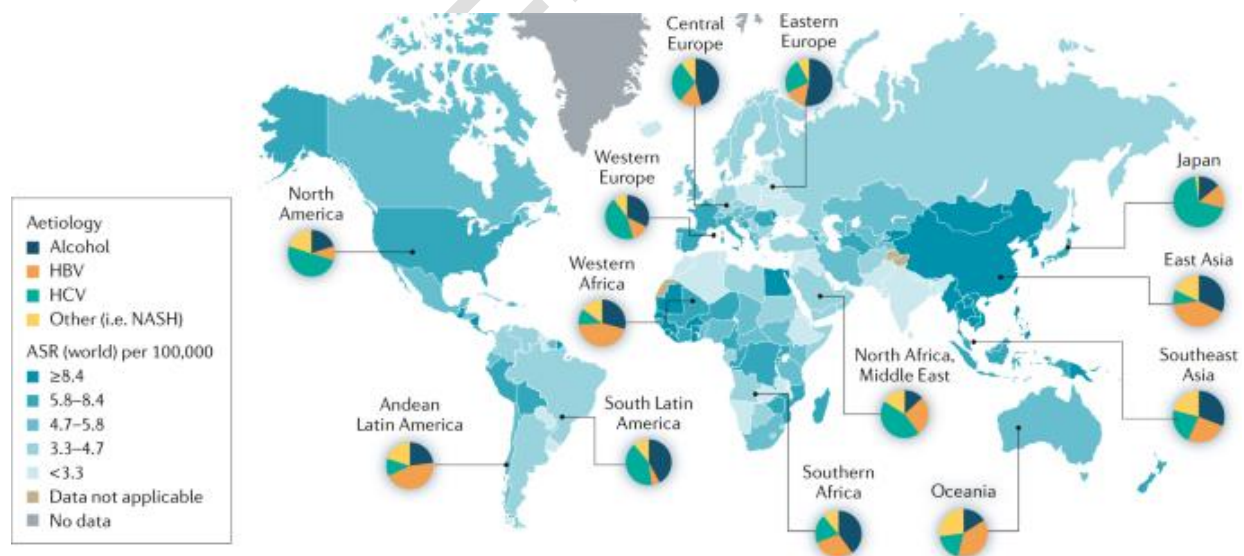 Central
Europe
Eastern
Europe
Western
Europe
North
America
Japan
Western
Africa
East Asia
North Africa,
Middle East
Southeast
Asia
Andean
Latin America
South Latin
America
Southern
Africa
Oceania
Aetiology
Alcohol
HBV
HCV
Other (i.e. NASH)
ASR (world) per 100,000
≥8.4
5.8–8.4
4.7–5.8
3.3–4.7
<3.3
Data not applicable
No data